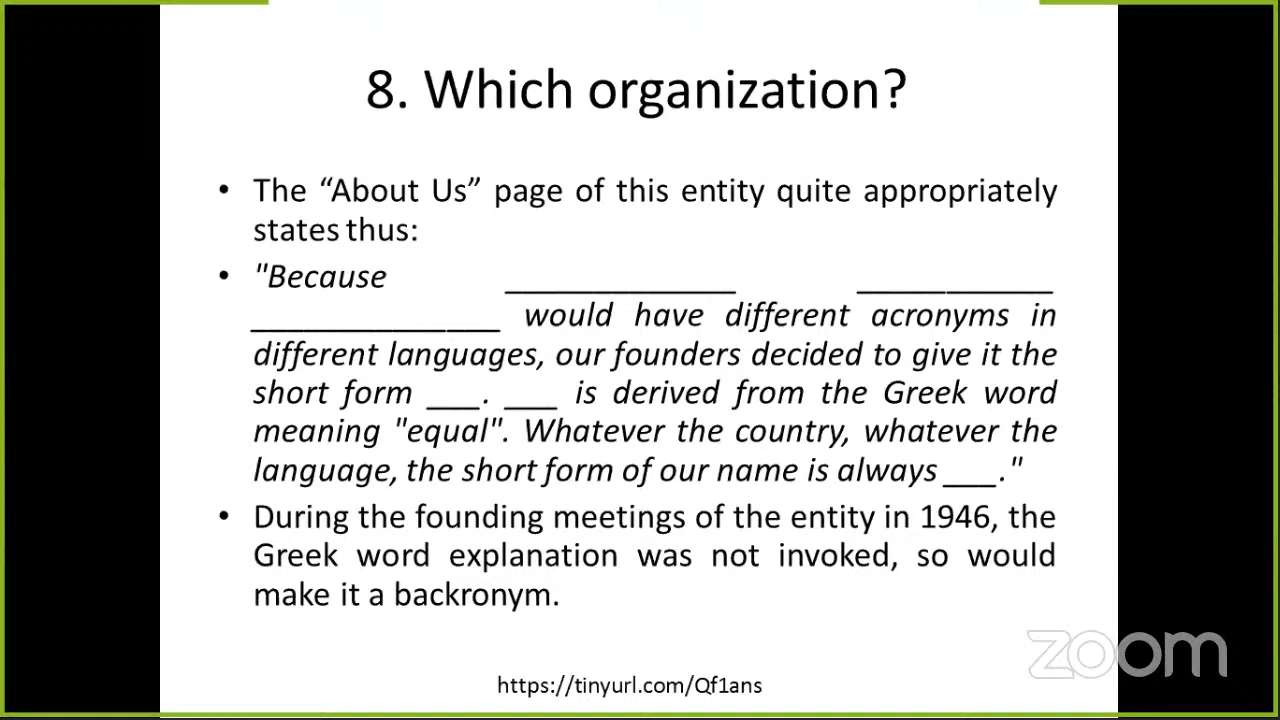 8. Which organization?
• The “About Us” page of this entity quite appropriately
states thus:
• "Because _____________ ___________
______________ would have different acronyms in
different languages, our founders decided to give it the
short form ___. ___ is derived from the Greek word
meaning "equal". Whatever the country, whatever the
language, the short form of our name is always ___."
• During the founding meetings of the entity in 1946, the
Greek word explanation was not invoked, so would
make it a backronym.
zoom
https://tinyurl.com/Qf1ans